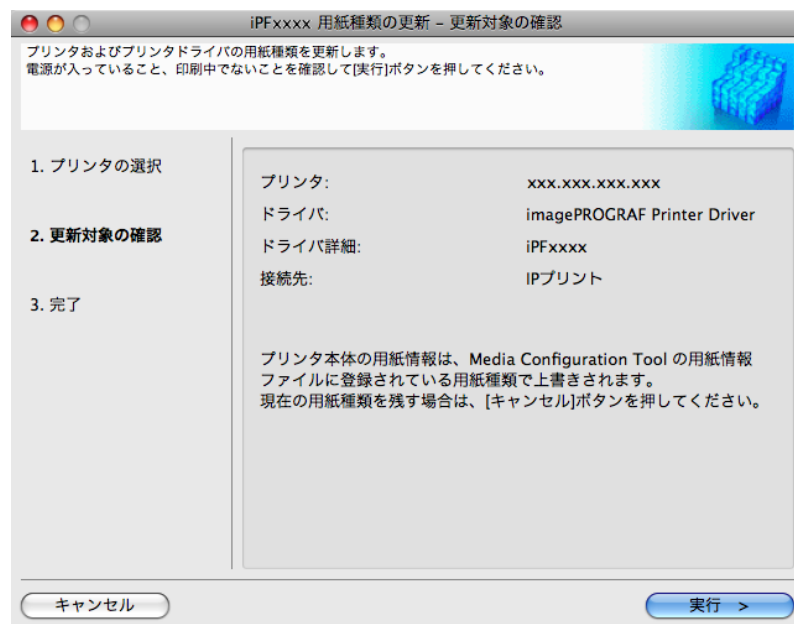 iPFxxxx 用紙種類の更新 – 更新対象の確認
プリンタおよびプリンタドライバの用紙種類を更新します。
電源が入っていること、印刷中でないことを確認して[実行]ボタンを押してください。
1. プリンタの選択
2. 更新対象の確認
3. 完了
プリンタ: xxx.xxx.xxx.xxx
ドライバ: imagePROGRAF Printer Driver
ドライバ詳細: iPFxxxx
接続先: IPプリント
プリンタ本体の用紙情報は、Media Configuration Tool の用紙情報
ファイルに登録されている用紙種類で上書きされます。
現在の用紙種類を残す場合は、[キャンセル]ボタンを押してください。
キャンセル
実行 >